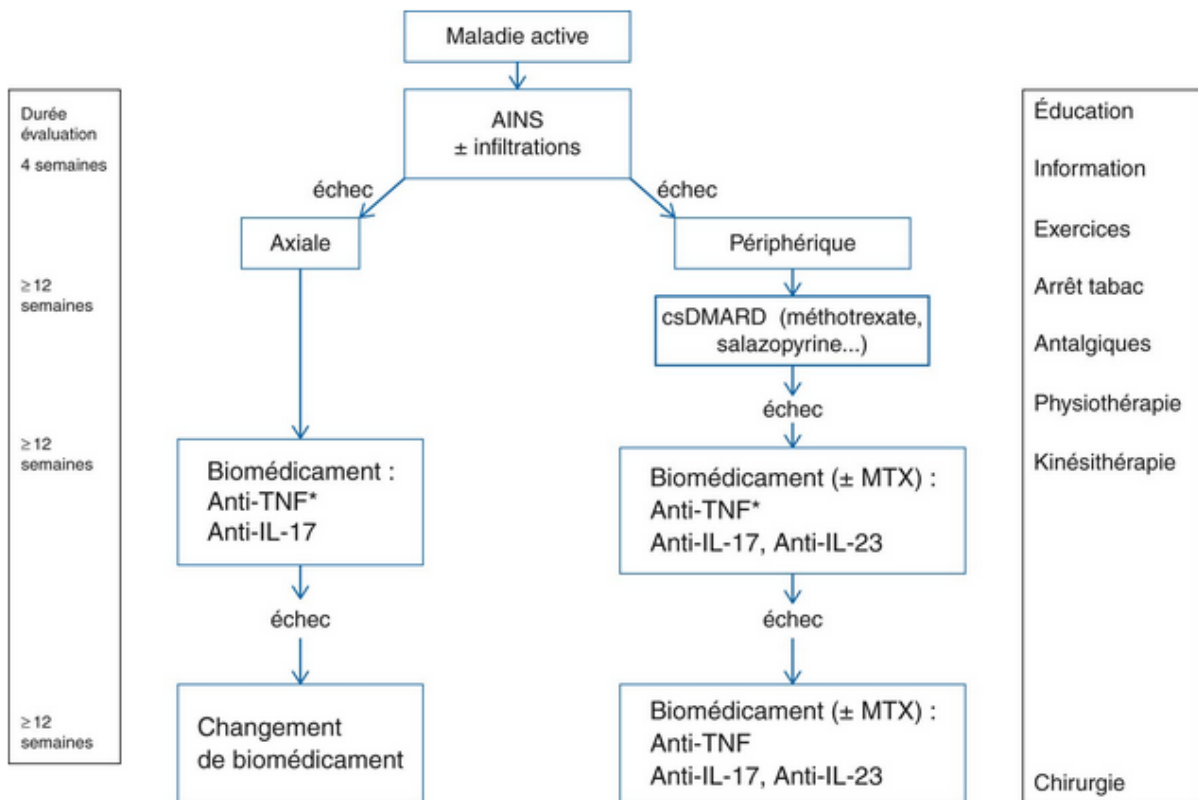 Maladie active
Durée
évaluation
4 semaines
≥ 12
semaines
≥ 12
semaines
≥ 12
semaines
AINS
± infiltrations
échec
échec
Axiale
Périphérique
csDMARD (méthotrexate,
salazopyrine...)
échec
Biomédicament :
Anti-TNF*
Anti-IL-17
Biomédicament (± MTX) :
Anti-TNF*
Anti-IL-17, Anti-IL-23
échec
échec
Changement
de biomédicament
Biomédicament (± MTX) :
Anti-TNF
Anti-IL-17, Anti-IL-23
Éducation
Information
Exercices
Arrêt tabac
Antalgiques
Physiothérapie
Kinésithérapie
Chirurgie